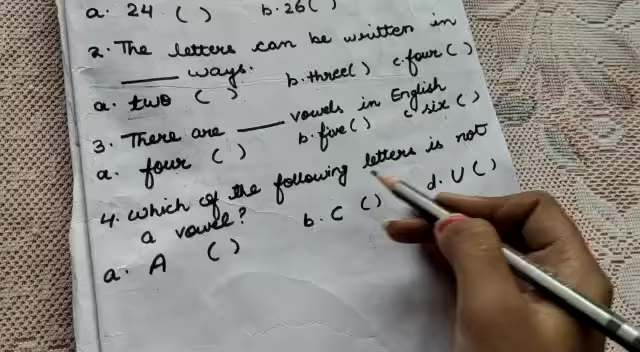 a. 24 ( ) b. 26 ( )
2. The letters can be written in
____ ways.
a. two ( ) b. three( ) c. four ( )
3. There are ____ vowels in English
a. four ( ) b. five ( ) c six ( )
4. Which of the following letters is not
a vowel?
a. A ( ) b. C ( ) d. U ( )